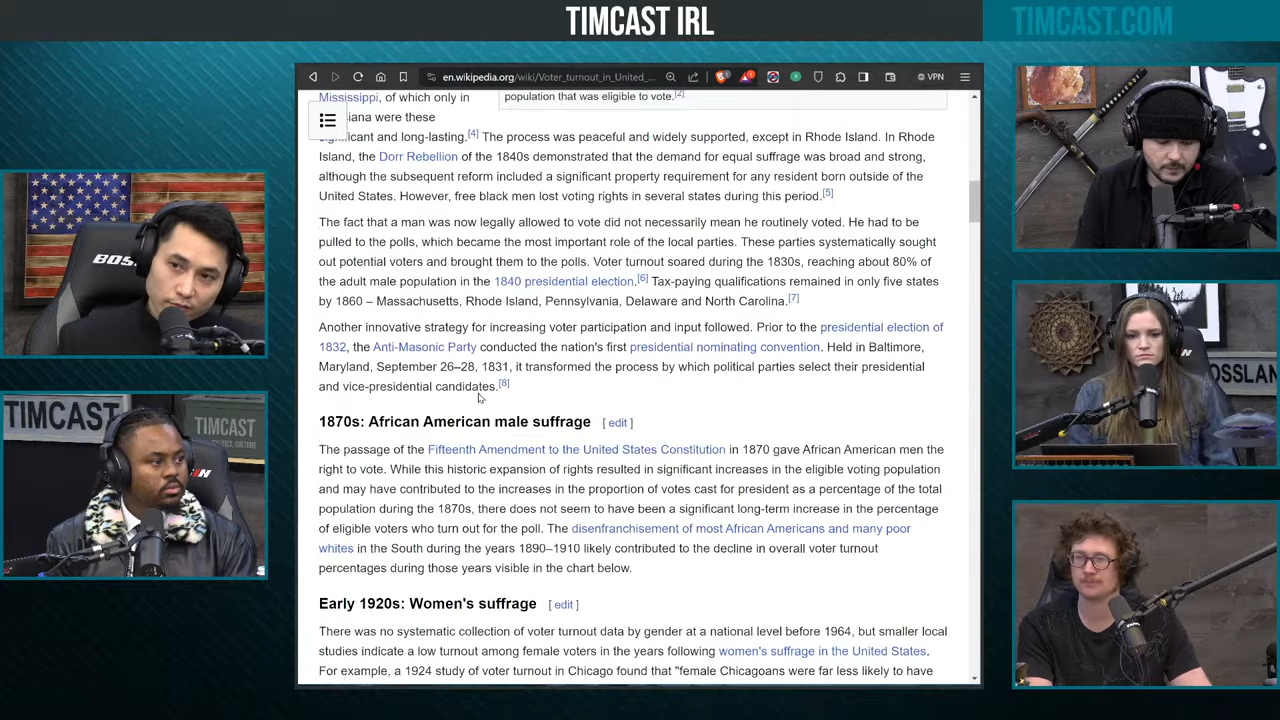 TIMCAST IRL
TIMCAST.COM
en.wikipedia.org/wiki/Voter_turnout_in_United_...
VPN
Mississippi, of which only in
iana were these
population that was eligible to vote.[2]
gnificant and long-lasting.[4] The process was peaceful and widely supported, except in Rhode Island. In Rhode
Island, the Dorr Rebellion of the 1840s demonstrated that the demand for equal suffrage was broad and strong,
although the subsequent reform included a significant property requirement for any resident born outside of the
United States. However, free black men lost voting rights in several states during this period.[5]
The fact that a man was now legally allowed to vote did not necessarily mean he routinely voted. He had to be
pulled to the polls, which became the most important role of the local parties. These parties systematically sought
out potential voters and brought them to the polls. Voter turnout soared during the 1830s, reaching about 80% of
the adult male population in the 1840 presidential election.[6] Tax-paying qualifications remained in only five states
by 1860 – Massachusetts, Rhode Island, Pennsylvania, Delaware and North Carolina.[7]
Another innovative strategy for increasing voter participation and input followed. Prior to the presidential election of
1832, the Anti-Masonic Party conducted the nation's first presidential nominating convention. Held in Baltimore,
Maryland, September 26–28, 1831, it transformed the process by which political parties select their presidential
and vice-presidential candidates.[8]
1870s: African American male suffrage [ edit ]
The passage of the Fifteenth Amendment to the United States Constitution in 1870 gave African American men the
right to vote. While this historic expansion of rights resulted in significant increases in the eligible voting population
and may have contributed to the increases in the proportion of votes cast for president as a percentage of the total
population during the 1870s, there does not seem to have been a significant long-term increase in the percentage
of eligible voters who turn out for the poll. The disenfranchisement of most African Americans and many poor
whites in the South during the years 1890–1910 likely contributed to the decline in overall voter turnout
percentages during those years visible in the chart below.
Early 1920s: Women's suffrage [ edit ]
There was no systematic collection of voter turnout data by gender at a national level before 1964, but smaller local
studies indicate a low turnout among female voters in the years following women's suffrage in the United States.
For example, a 1924 study of voter turnout in Chicago found that "female Chicagoans were far less likely to have
BOS
TIMCAST
TIMCAST
OSSLAN